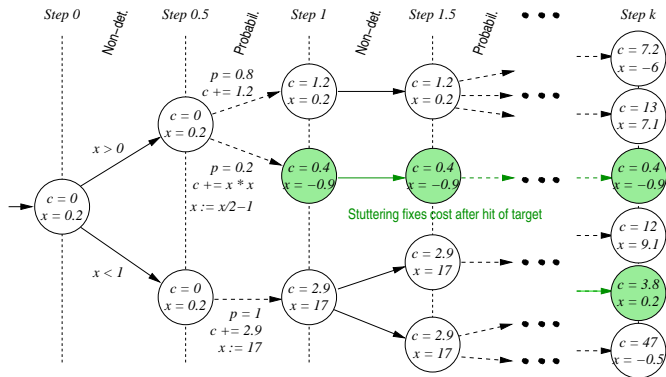 Step 0
Non-det.
Step 0.5
Probabil.
Step 1
Non-det.
Step 1.5
Probabil.
Step k
c = 0
x = 0.2
x > 0
x < 1
c = 0
x = 0.2
c = 0
x = 0.2
p = 0.8
c += 1.2
p = 0.2
c += x * x
x := x/2−1
p = 1
c += 2.9
x := 17
c = 1.2
x = 0.2
c = 0.4
x = −0.9
c = 2.9
x = 17
c = 1.2
x = 0.2
c = 0.4
x = −0.9
Stuttering fixes cost after hit of target
c = 2.9
x = 17
c = 2.9
x = 17
c = 7.2
x = −6
c = 13
x = 7.1
c = 0.4
x = −0.9
c = 12
x = 9.1
c = 3.8
x = 0.2
c = 47
x = −0.5